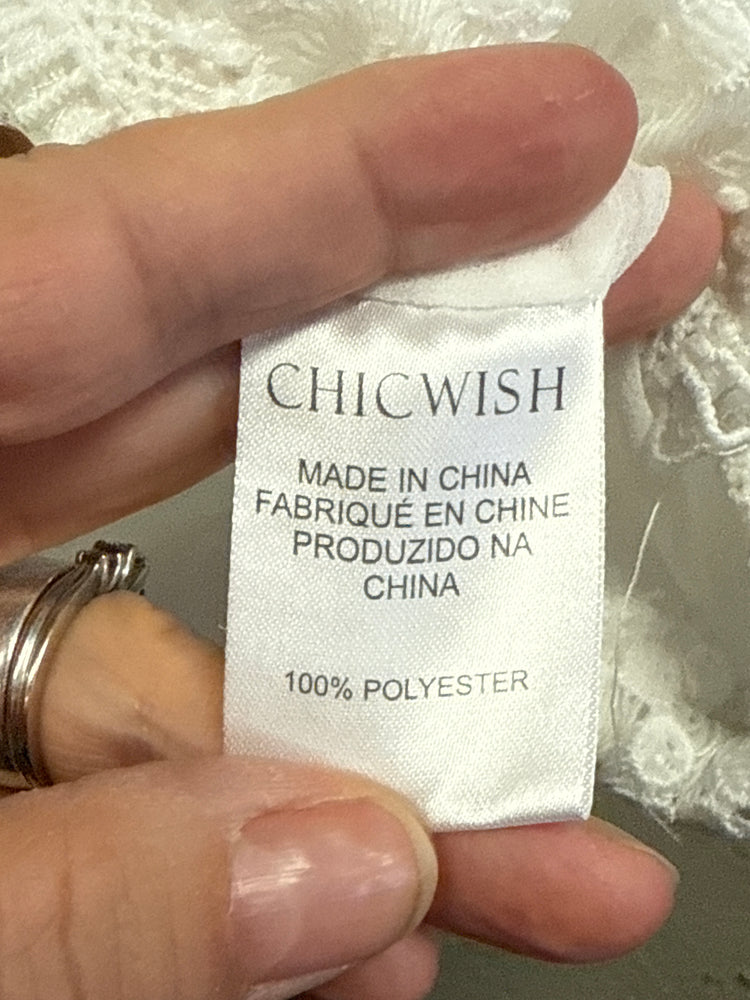 CHICWISH
MADE IN CHINA
FABRIQUÉ EN CHINE
PRODUZIDO NA
CHINA
100% POLYESTER